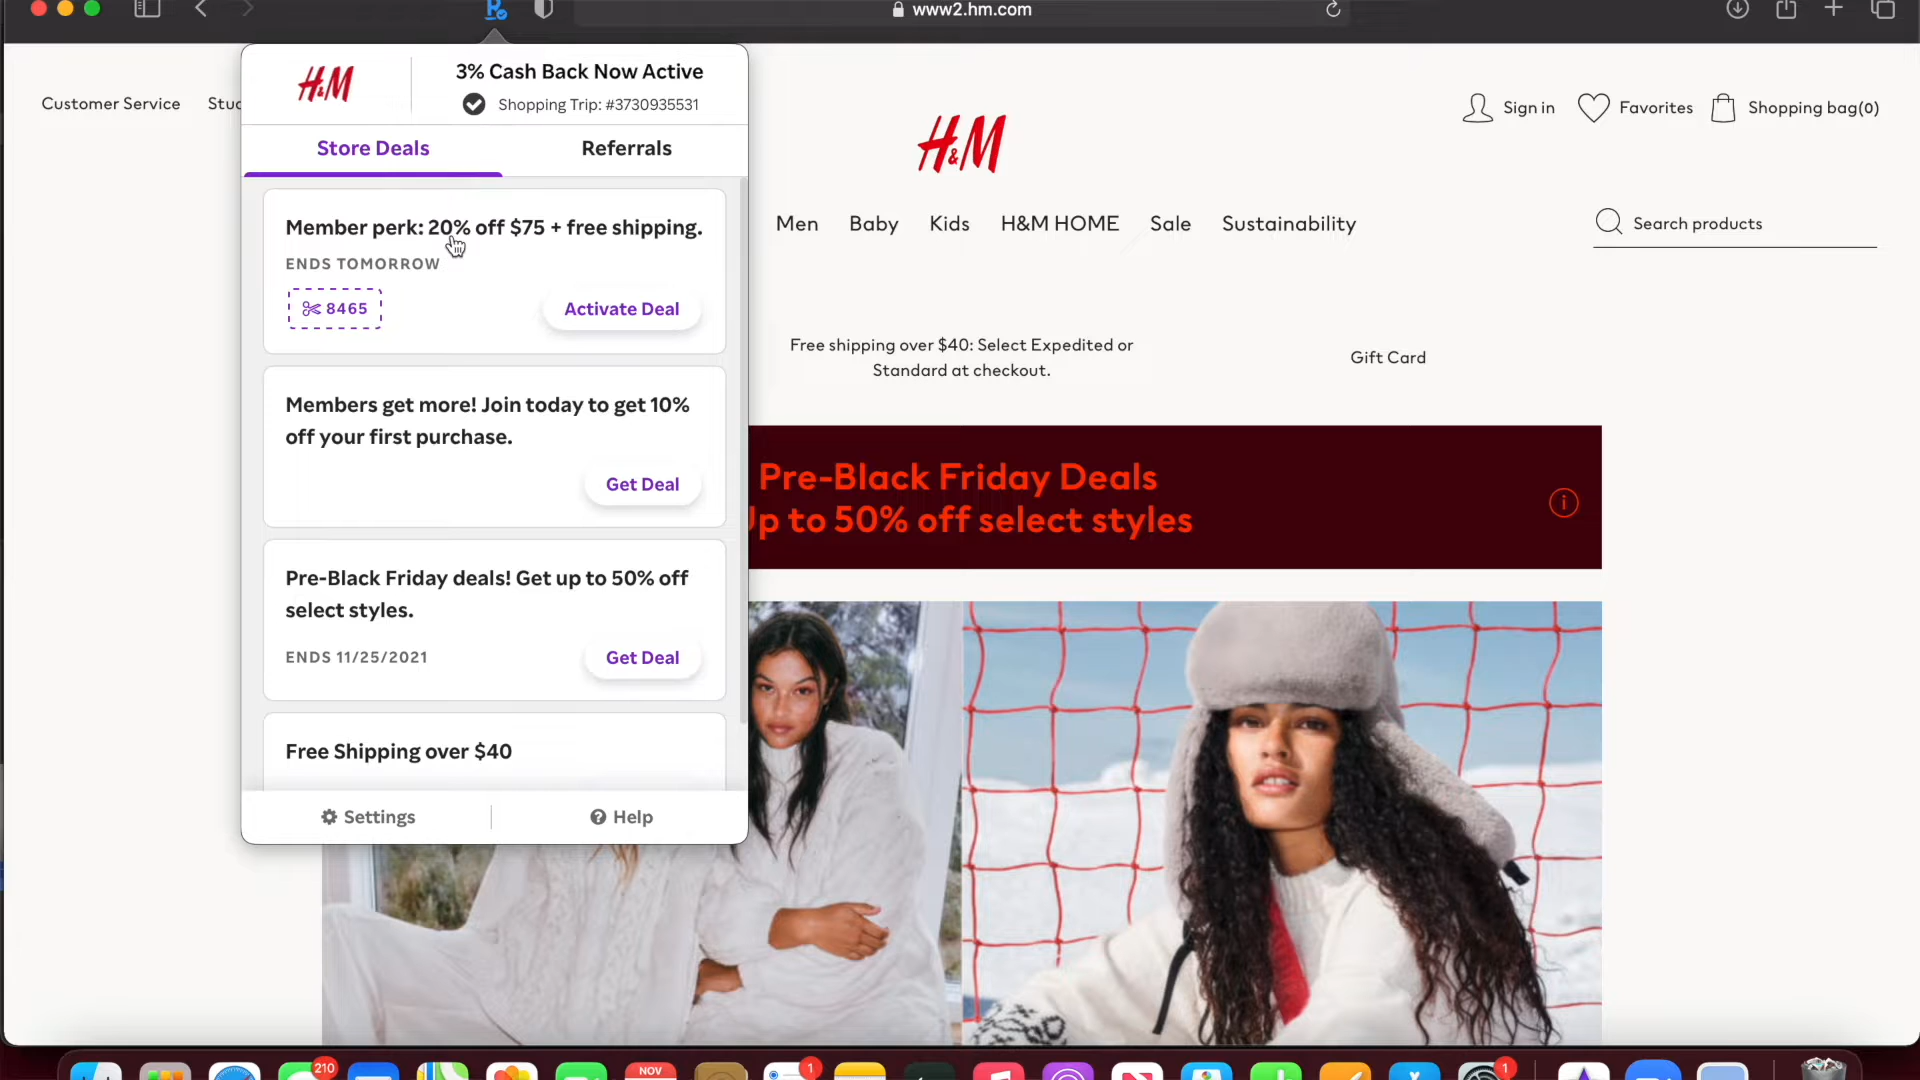 www2.hm.com
H&M
3% Cash Back Now Active
Shopping Trip: #3730935531
Store Deals
Referrals
Member perk: 20% off $75 + free shipping.
ENDS TOMORROW
8465
Activate Deal
Members get more! Join today to get 10%
off your first purchase.
Get Deal
Pre-Black Friday deals! Get up to 50% off
select styles.
ENDS 11/25/2021
Get Deal
Free Shipping over $40
Settings
Help
Customer Service
Sign in
Favorites
Shopping bag(0)
H&M
Men
Baby
Kids
H&M HOME
Sale
Sustainability
Search products
Free shipping over $40: Select Expedited or
Standard at checkout.
Gift Card
Pre-Black Friday Deals
Up to 50% off select styles
210
NOV
1
1